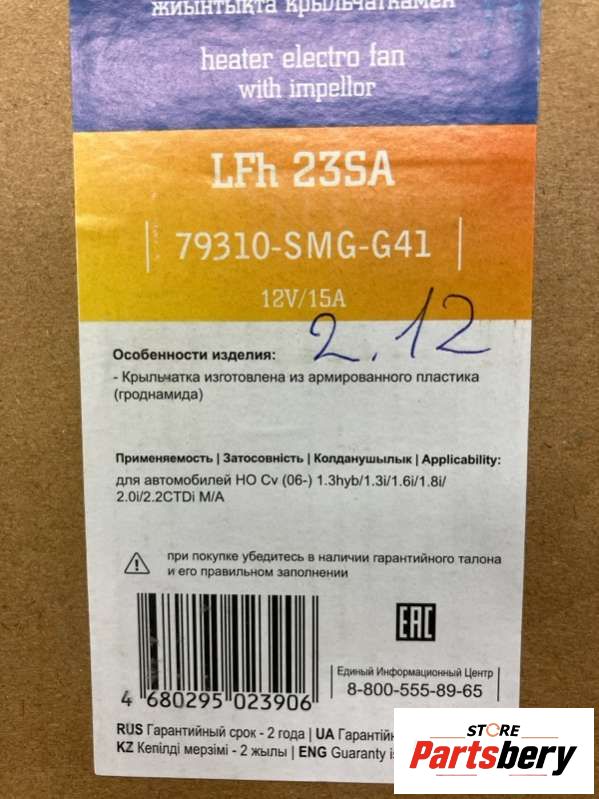 жиынтықта крыльчаткамен
heater electro fan
with impellor
LFh 23SA
79310-SMG-G41
12V/15A
2.12
Особенности изделия:
- Крыльчатка изготовлена из армированного пластика
(гроднамида)
Применяемость | Затосовність | Колданушылык | Applicability:
для автомобилей HO Cv (06-) 1.3hyb/1.3i/1.6i/1.8i/
2.0i/2.2CTDi M/A
при покупке убедитесь в наличии гарантийного талона
и его правильном заполнении
EAC
4 680295 023906
Единый Информационный Центр
8-800-555-89-65
RUS Гарантийный срок - 2 года | UA Гарантій
KZ Кепілді мерзімі - 2 жылы | ENG Guaranty is
STORE
Partsbery